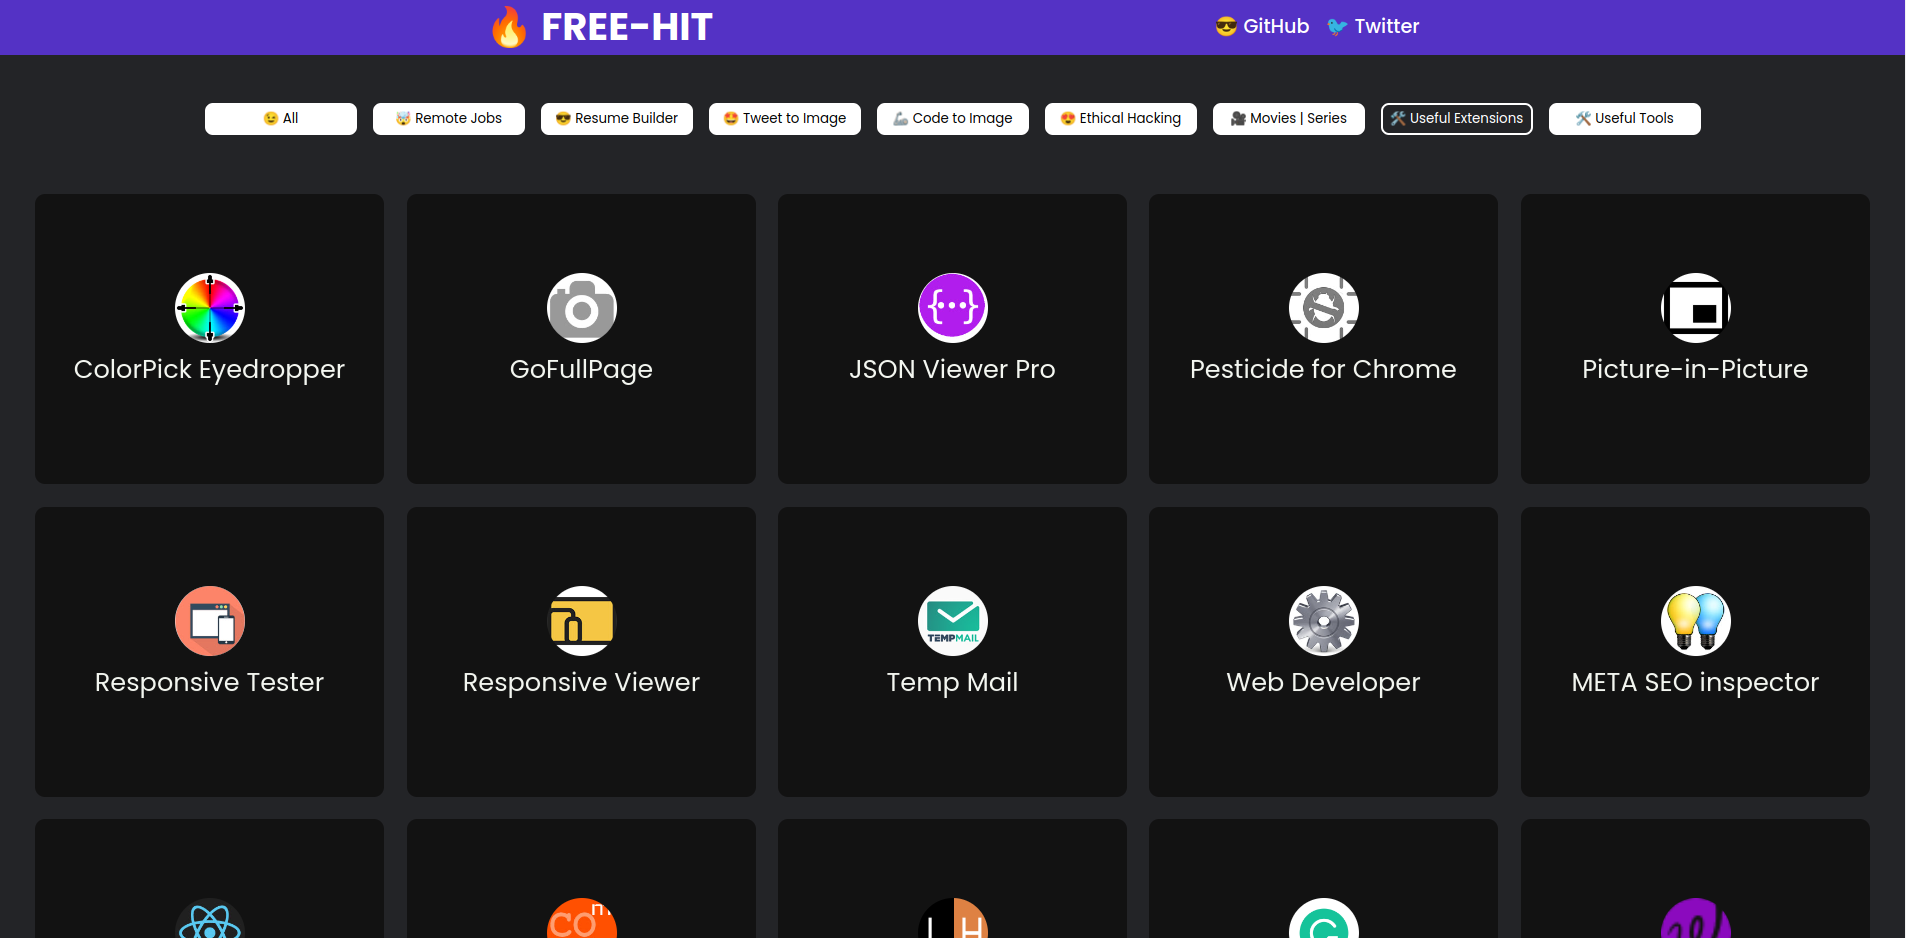 🔥 FREE-HIT
😎 GitHub 🐦 Twitter
😉 All
🤯 Remote Jobs
😎 Resume Builder
🤩 Tweet to Image
🦾 Code to Image
😍 Ethical Hacking
🎥 Movies | Series
🛠️ Useful Extensions
🛠️ Useful Tools
ColorPick Eyedropper
GoFullPage
{···}
JSON Viewer Pro
Pesticide for Chrome
Picture-in-Picture
Responsive Tester
Responsive Viewer
TEMPMAIL
Temp Mail
Web Developer
META SEO inspector
CO
L H
G